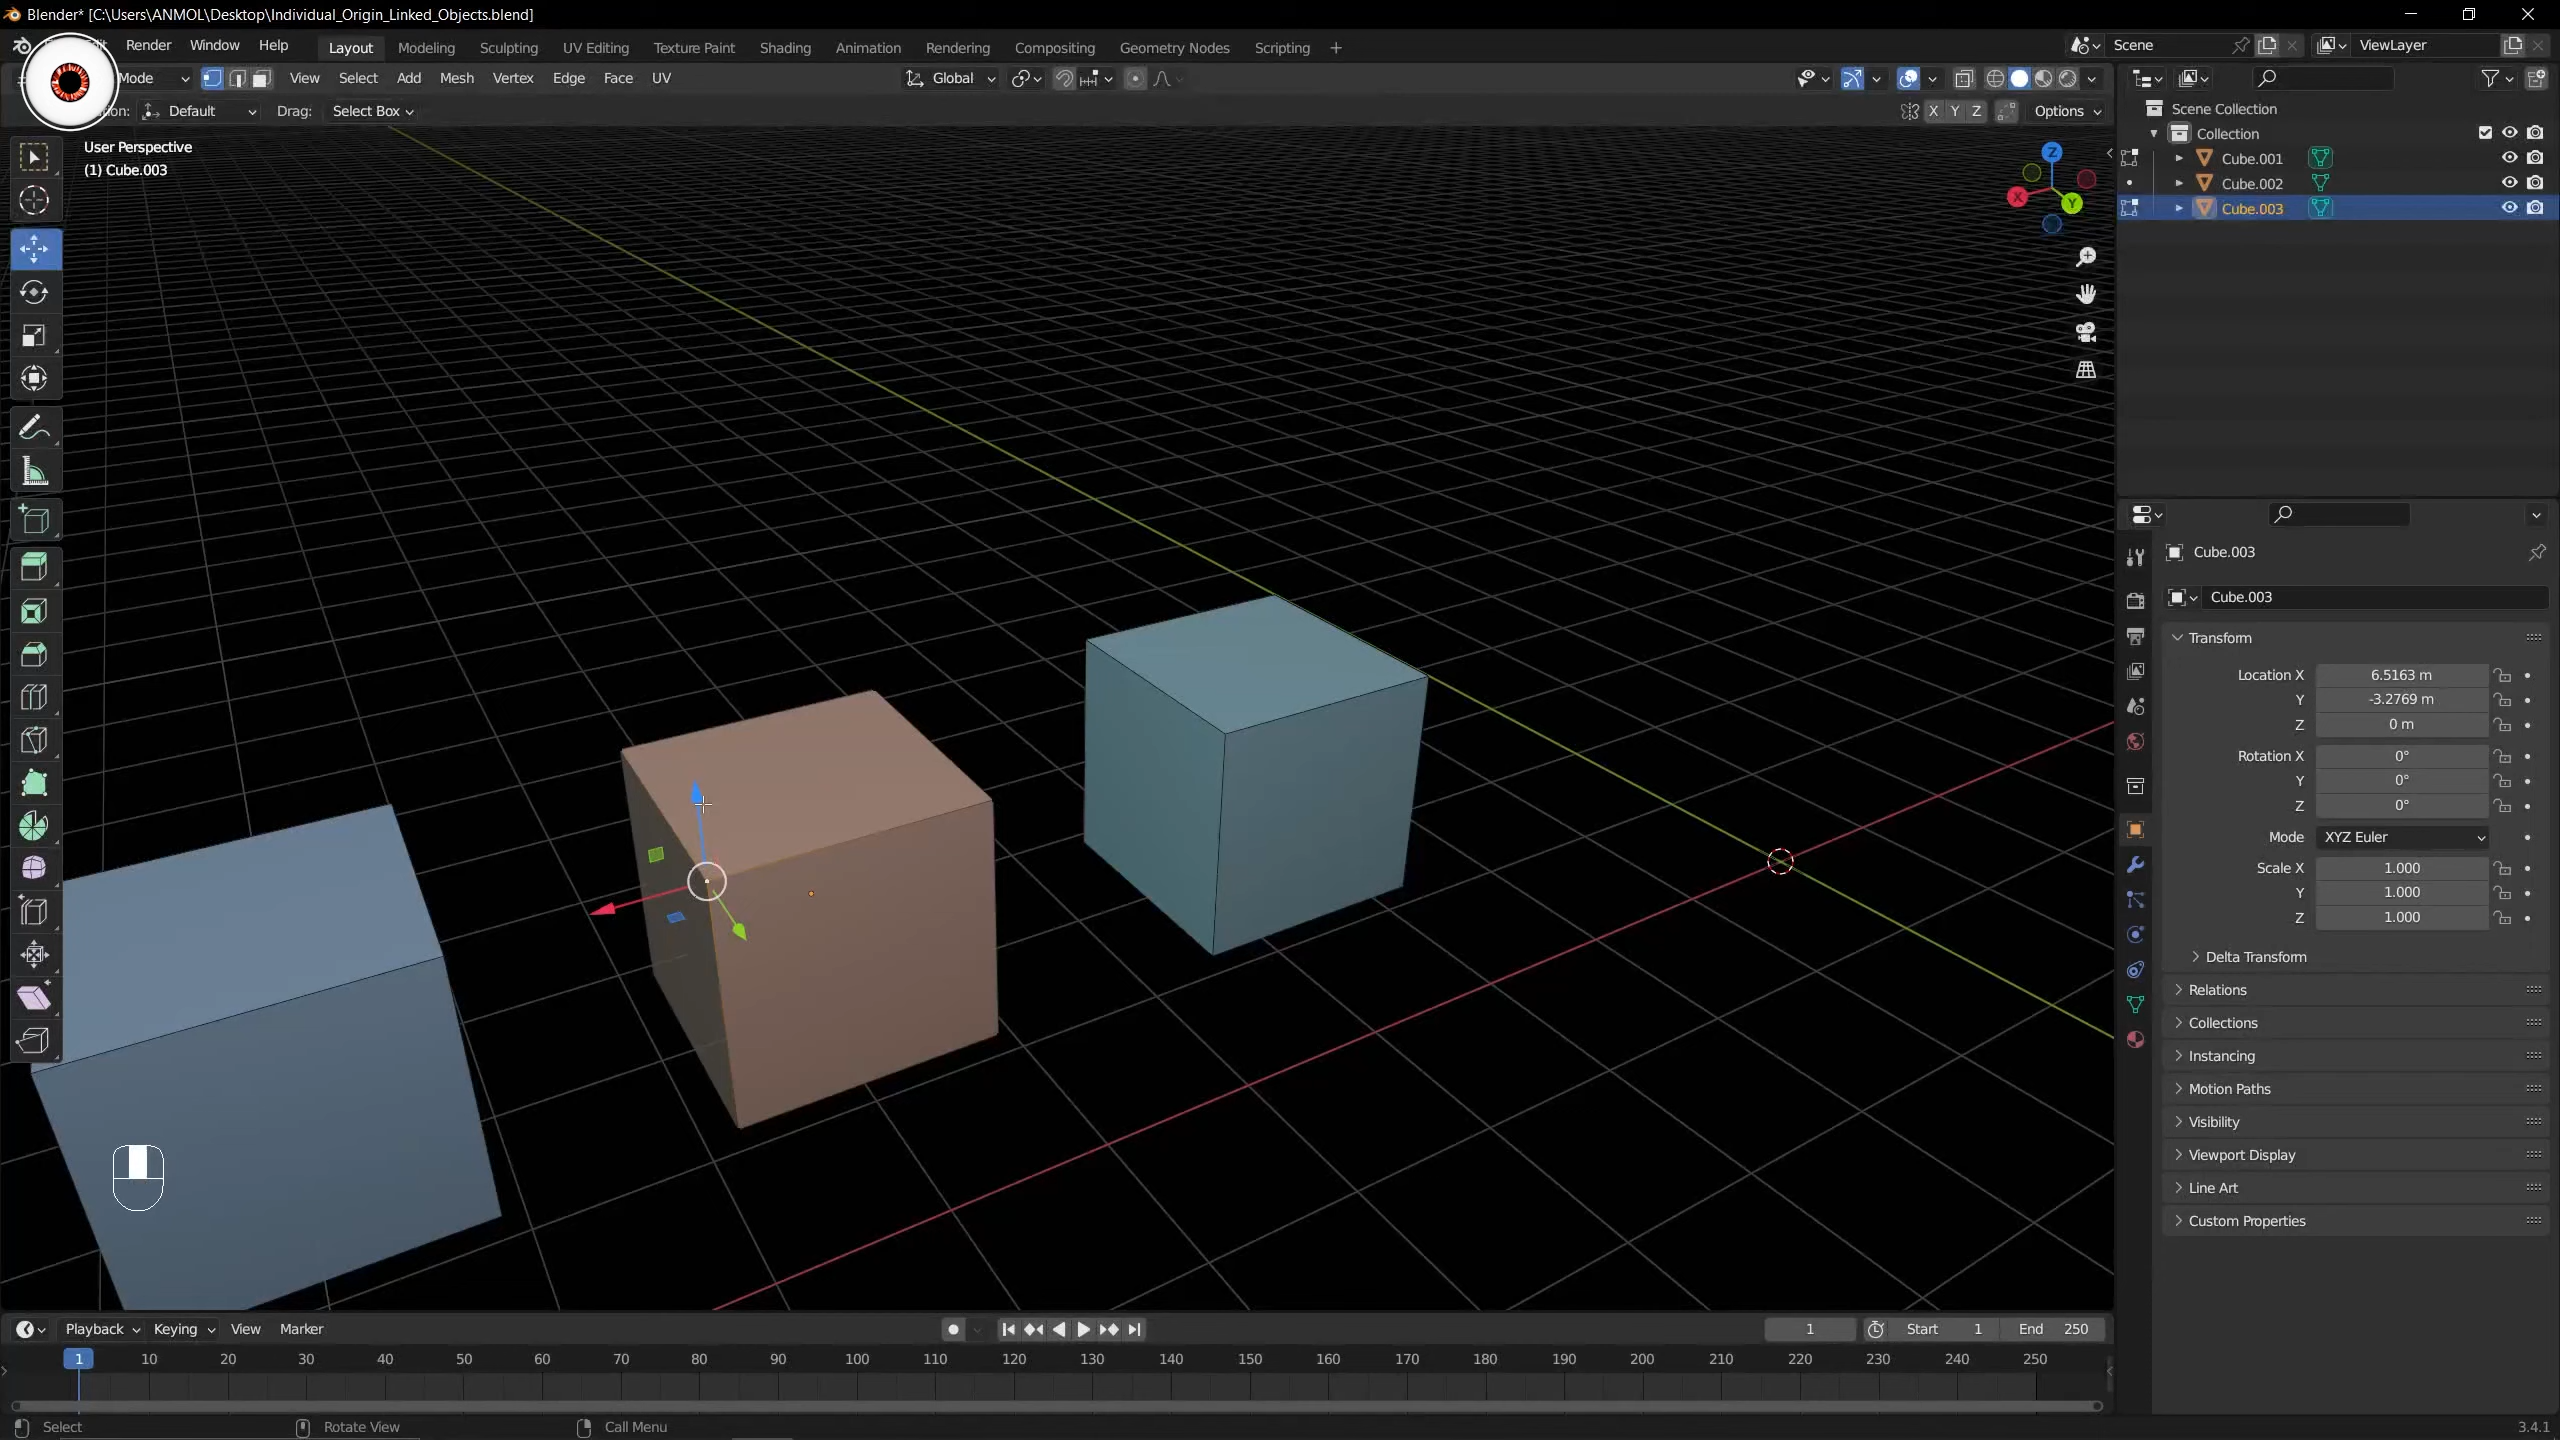 Blender* [C:\Users\ANMOL\Desktop\Individual_Origin_Linked_Objects.blend]
Render Window Help Layout Modeling Sculpting UV Editing Texture Paint Shading Animation Rendering Compositing Geometry Nodes Scripting + Scene ViewLayer
Mode View Select Add Mesh Vertex Edge Face UV Global
Default Drag: Select Box X Y Z Options
User Perspective
(1) Cube.003
Z
X
Y
Scene Collection
Collection
Cube.001
Cube.002
Cube.003
Cube.003
Cube.003
Transform
Location X 6.5163 m
Y -3.2769 m
Z 0 m
Rotation X 0°
Y 0°
Z 0°
Mode XYZ Euler
Scale X 1.000
Y 1.000
Z 1.000
Delta Transform
Relations
Collections
Instancing
Motion Paths
Visibility
Viewport Display
Line Art
Custom Properties
Playback Keying View Marker 1 Start 1 End 250
1 10 20 30 40 50 60 70 80 90 100 110 120 130 140 150 160 170 180 190 200 210 220 230 240 250
Select Rotate View Call Menu 3.4.1